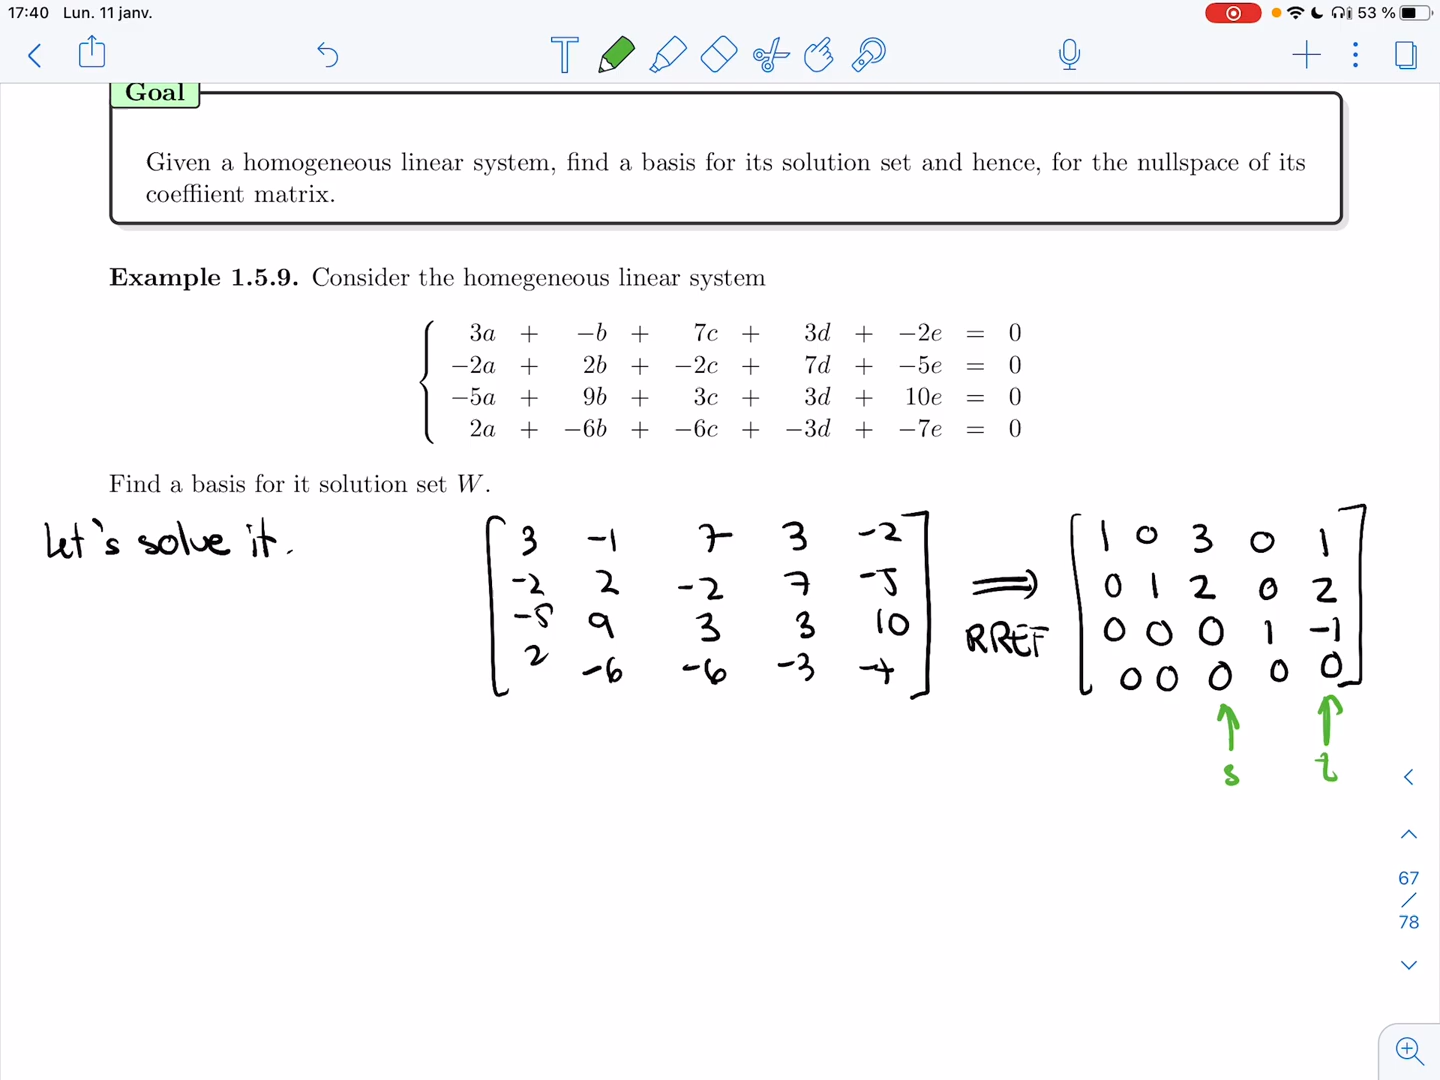 17:40 Lun. 11 janv. 53 %
T
Goal
Given a homogeneous linear system, find a basis for its solution set and hence, for the nullspace of its
coeffiient matrix.
Example 1.5.9. Consider the homegeneous linear system
3a + −b + 7c + 3d + −2e = 0
−2a + 2b + −2c + 7d + −5e = 0
−5a + 9b + 3c + 3d + 10e = 0
2a + −6b + −6c + −3d + −7e = 0
Find a basis for it solution set W.
Let's solve it.
3 -1 7 3 -2
-2 2 -2 7 -5
-5 9 3 3 10
2 -6 -6 -3 -7
⇒
RREF
1 0 3 0 1
0 1 2 0 2
0 0 0 1 -1
0 0 0 0 0
↑ ↑
s t
67
/
78